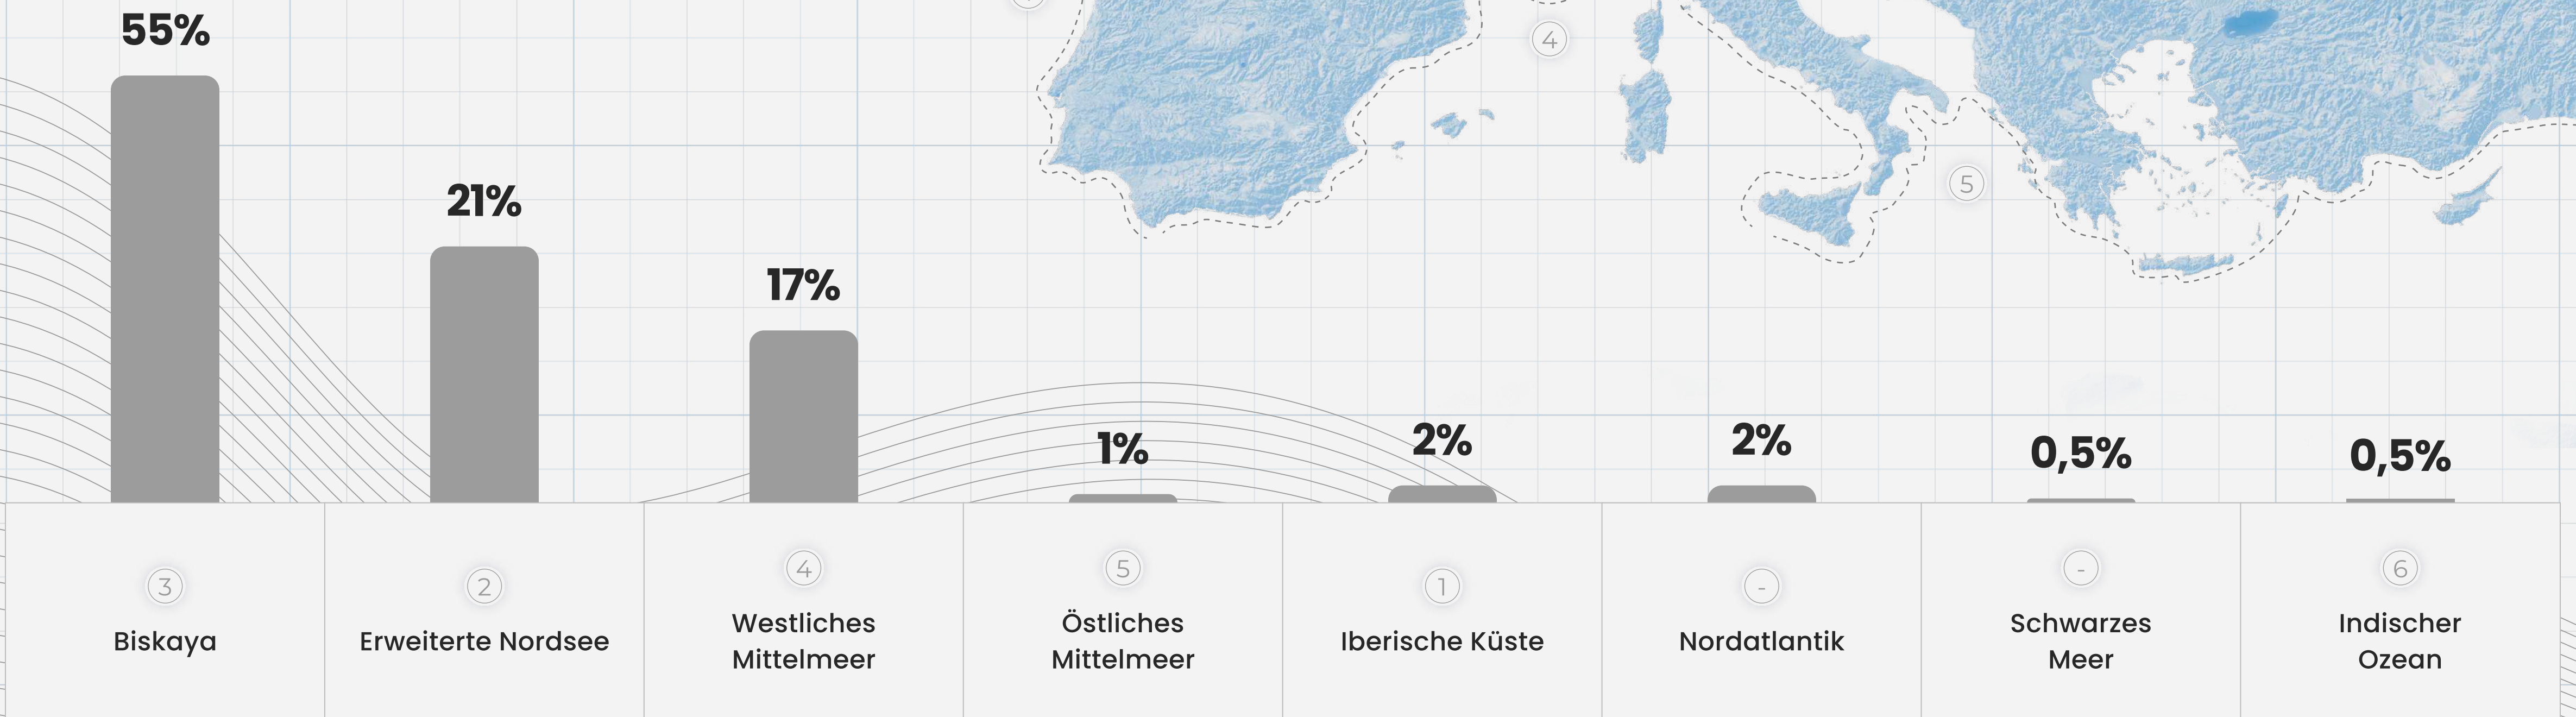 4
5
55%
21%
17%
1%
2%
2%
0,5%
0,5%
3
Biskaya
2
Erweiterte Nordsee
4
Westliches
Mittelmeer
5
Östliches
Mittelmeer
1
Iberische Küste
-
Nordatlantik
-
Schwarzes
Meer
6
Indischer
Ozean